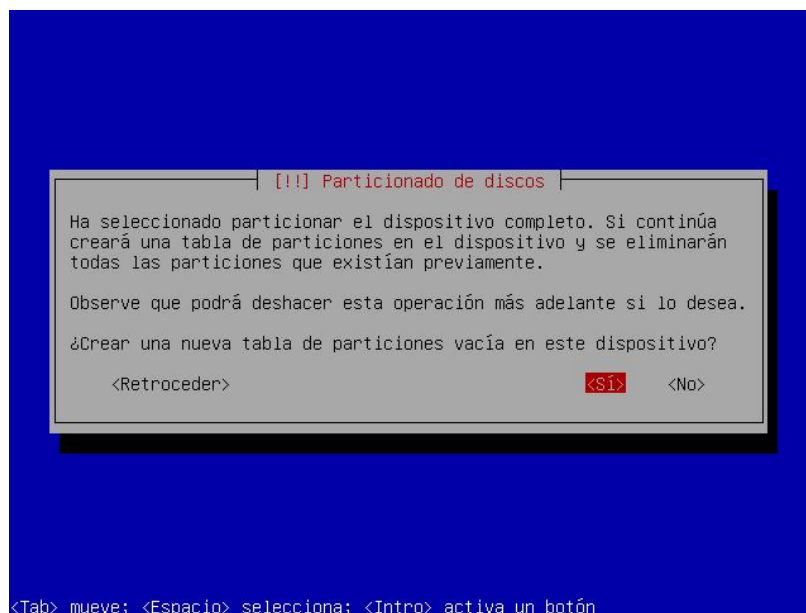 [!!] Particionado de discos
Ha seleccionado particionar el dispositivo completo. Si continúa
creará una tabla de particiones en el dispositivo y se eliminarán
todas las particiones que existían previamente.
Observe que podrá deshacer esta operación más adelante si lo desea.
¿Crear una nueva tabla de particiones vacía en este dispositivo?
<Retroceder> <Sí> <No>
<Tab> mueve; <Espacio> selecciona; <Intro> activa un botón